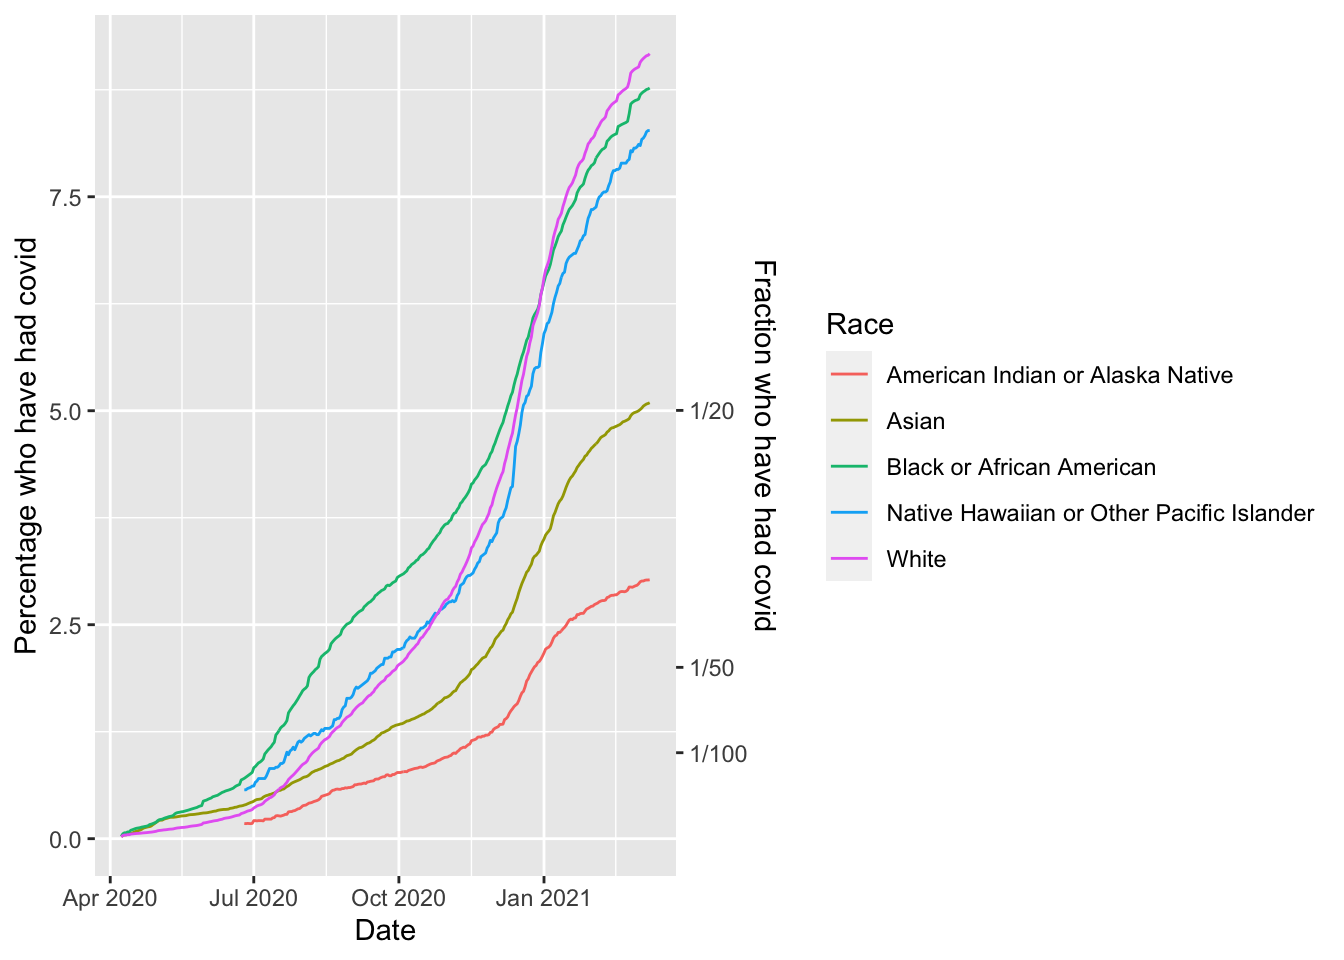 Percentage who have had covid
7.5
5.0
2.5
0.0
Apr 2020
Jul 2020
Oct 2020
Jan 2021
Date
1/20
1/50
1/100
Fraction who have had covid
Race
American Indian or Alaska Native
Asian
Black or African American
Native Hawaiian or Other Pacific Islander
White